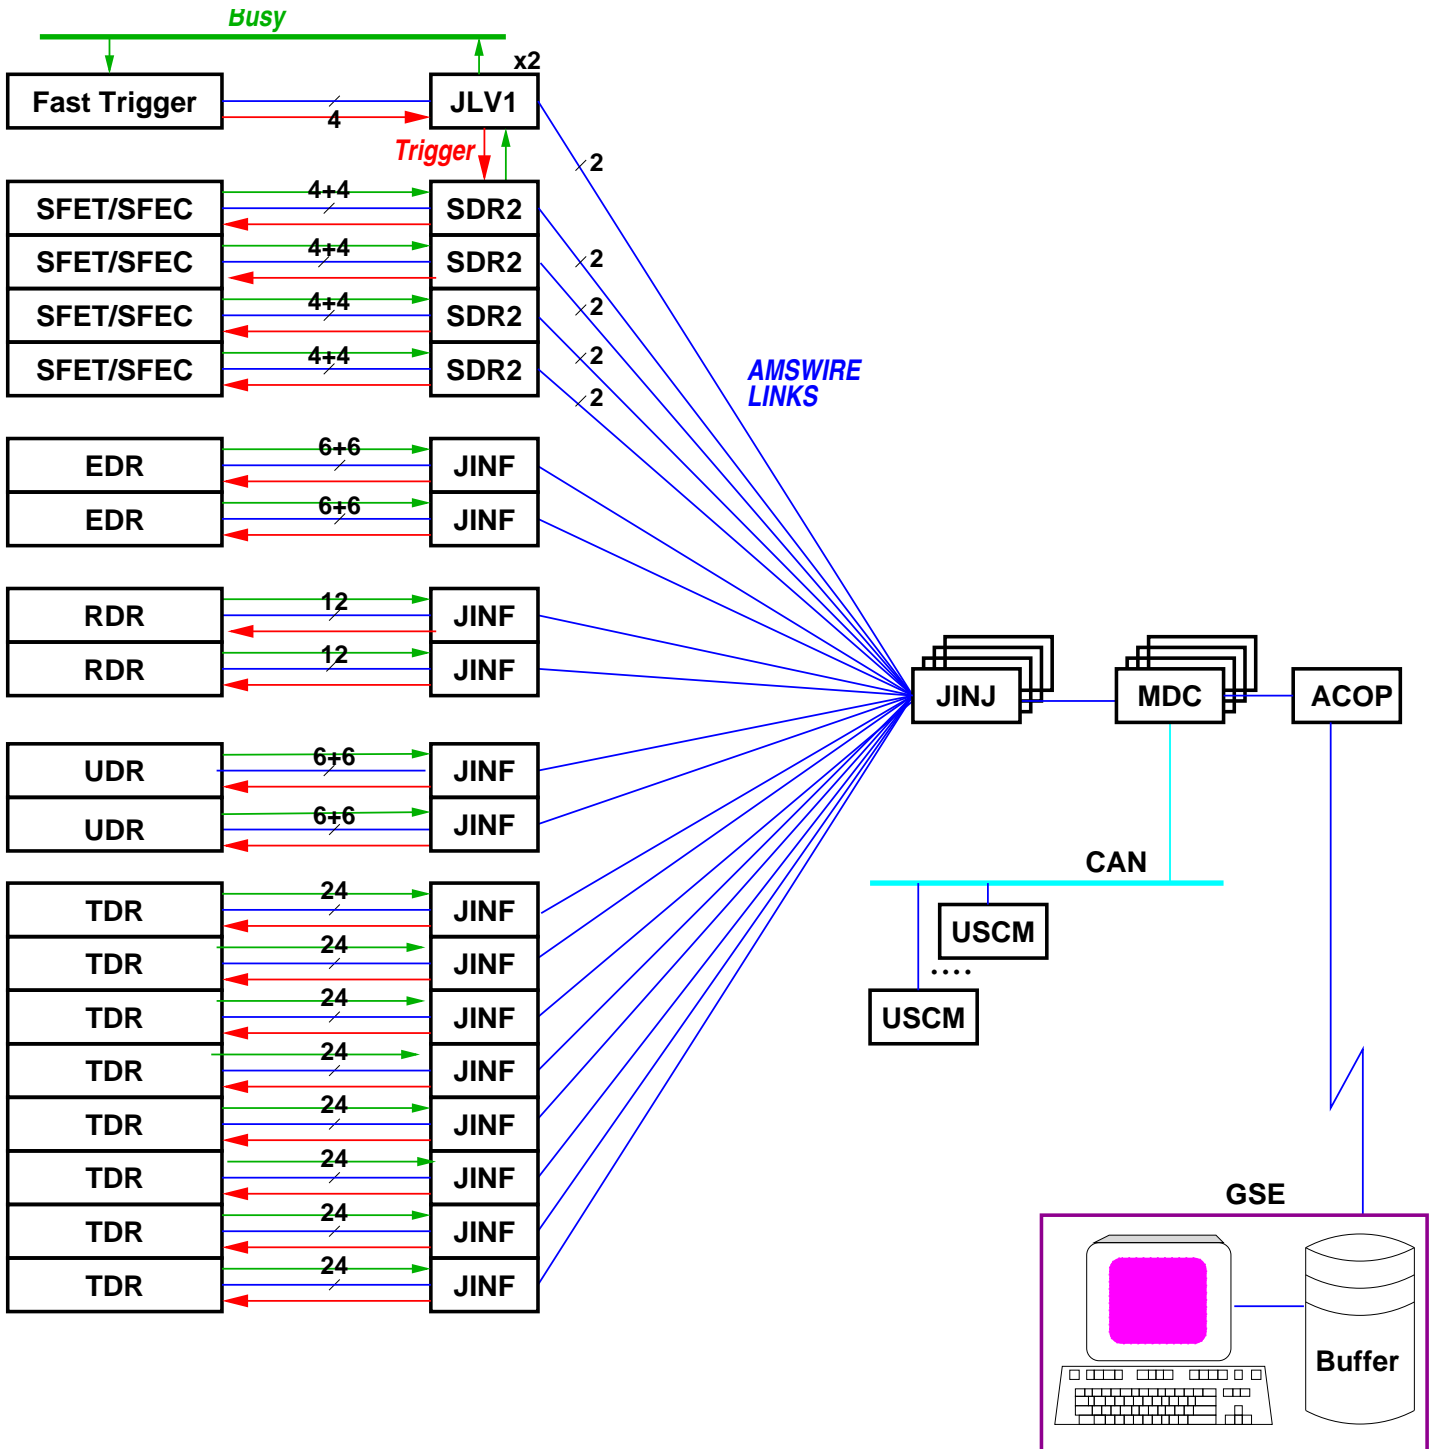 Busy
x2
Fast Trigger
4
JLV1
Trigger
2
SFET/SFEC 4+4 SDR2
SFET/SFEC 4+4 SDR2 2
SFET/SFEC 4+4 SDR2 2
SFET/SFEC 4+4 SDR2 2
2
AMSWIRE
LINKS
EDR 6+6 JINF
EDR 6+6 JINF
RDR 12 JINF
RDR 12 JINF
JINJ
MDC
ACOP
UDR 6+6 JINF
UDR 6+6 JINF
CAN
USCM
....
USCM
TDR 24 JINF
TDR 24 JINF
TDR 24 JINF
TDR 24 JINF
TDR 24 JINF
TDR 24 JINF
TDR 24 JINF
TDR 24 JINF
GSE
Buffer